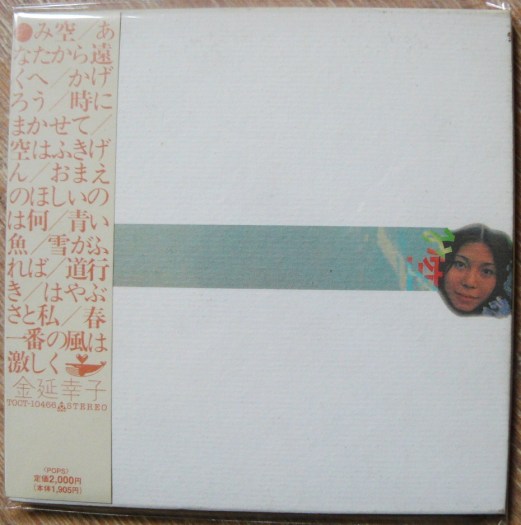 ●み空/あ
なたから遠
くへ/かげ
ろう/時に
まかせて/
空はふきげ
ん/おまえ
のほしいの
は何/青い
魚/雪がふ
れば/道行
き/はやぶ
さと私/春
一番の風は
激しく
金延幸子
TOCT-10466 STEREO
(POPS)
定価2,000円
[本体1,905円]
み空